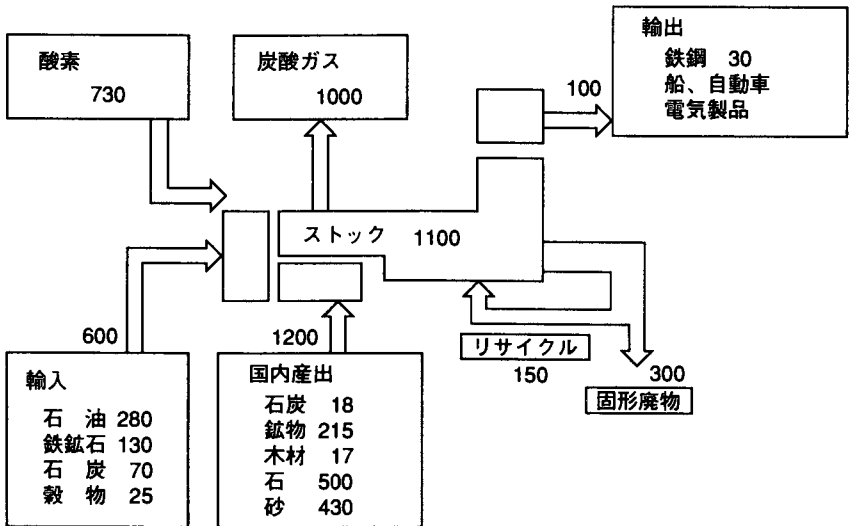 酸素
730
炭酸ガス
1000
輸出
鉄鋼 30
船、自動車
電気製品
100
ストック 1100
600
1200
輸入
石 油 280
鉄鉱石 130
石 炭 70
穀 物 25
国内産出
石炭 18
鉱物 215
木材 17
石 500
砂 430
リサイクル
150
300
固形廃物